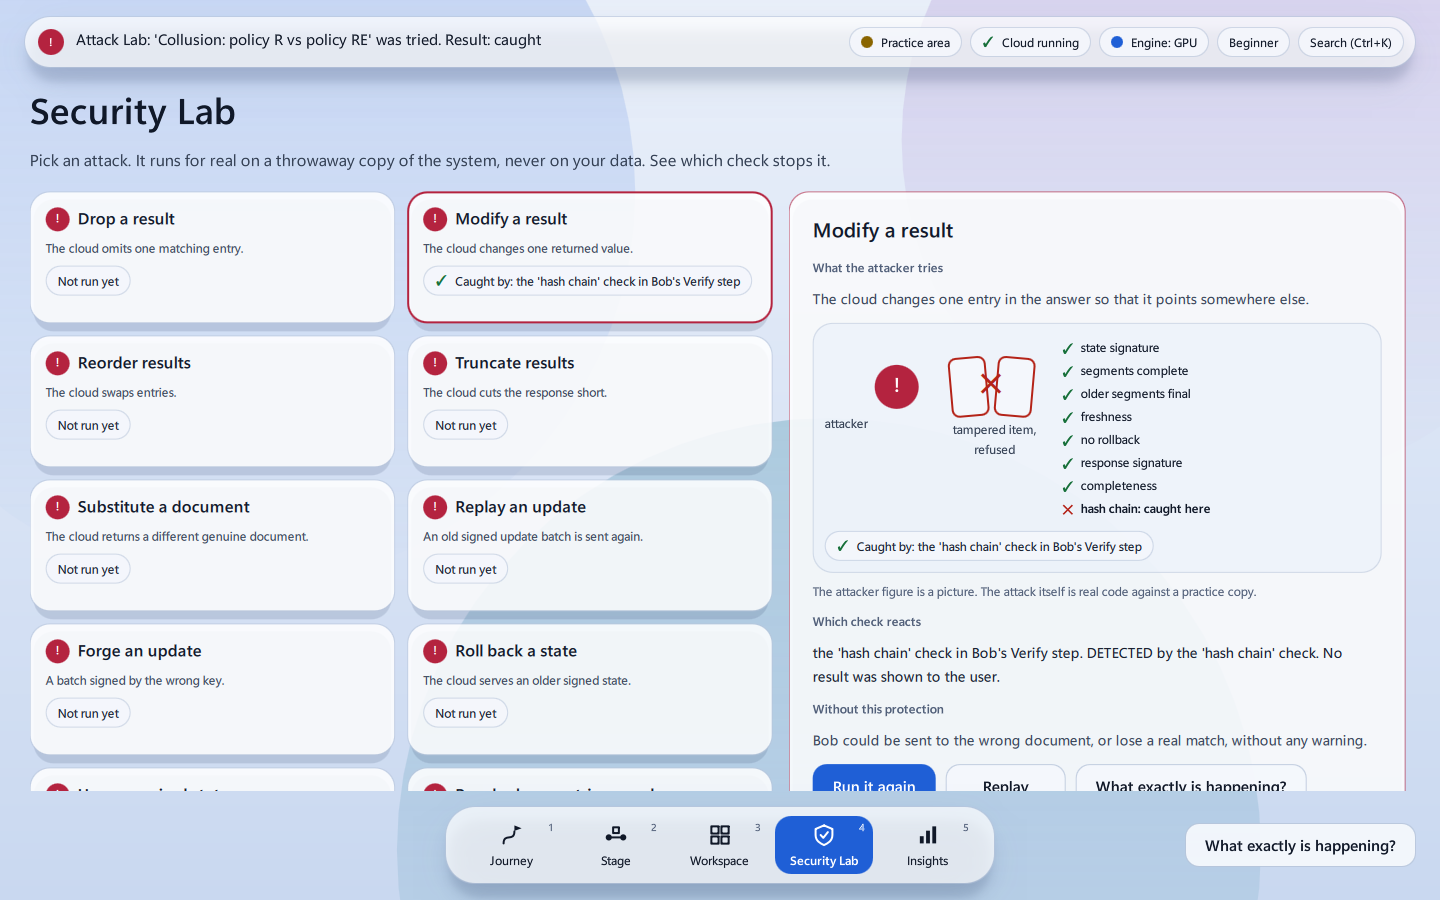 Attack Lab: 'Collusion: policy R vs policy RE' was tried. Result: caught
Practice area
Cloud running
Engine: GPU
Beginner
Search (Ctrl+K)
Security Lab
Pick an attack. It runs for real on a throwaway copy of the system, never on your data. See which check stops it.
Drop a result
The cloud omits one matching entry.
Not run yet
Modify a result
The cloud changes one returned value.
Caught by: the 'hash chain' check in Bob's Verify step
Reorder results
The cloud swaps entries.
Not run yet
Truncate results
The cloud cuts the response short.
Not run yet
Substitute a document
The cloud returns a different genuine document.
Not run yet
Replay an update
An old signed update batch is sent again.
Not run yet
Forge an update
A batch signed by the wrong key.
Not run yet
Roll back a state
The cloud serves an older signed state.
Not run yet
Modify a result
What the attacker tries
The cloud changes one entry in the answer so that it points somewhere else.
attacker
tampered item,
refused
state signature
segments complete
older segments final
freshness
no rollback
response signature
completeness
hash chain: caught here
Caught by: the 'hash chain' check in Bob's Verify step
The attacker figure is a picture. The attack itself is real code against a practice copy.
Which check reacts
the 'hash chain' check in Bob's Verify step. DETECTED by the 'hash chain' check. No
result was shown to the user.
Without this protection
Bob could be sent to the wrong document, or lose a real match, without any warning.
Run it again
Replay
What exactly is happening?
Journey 1
Stage 2
Workspace 3
Security Lab 4
Insights 5
What exactly is happening?